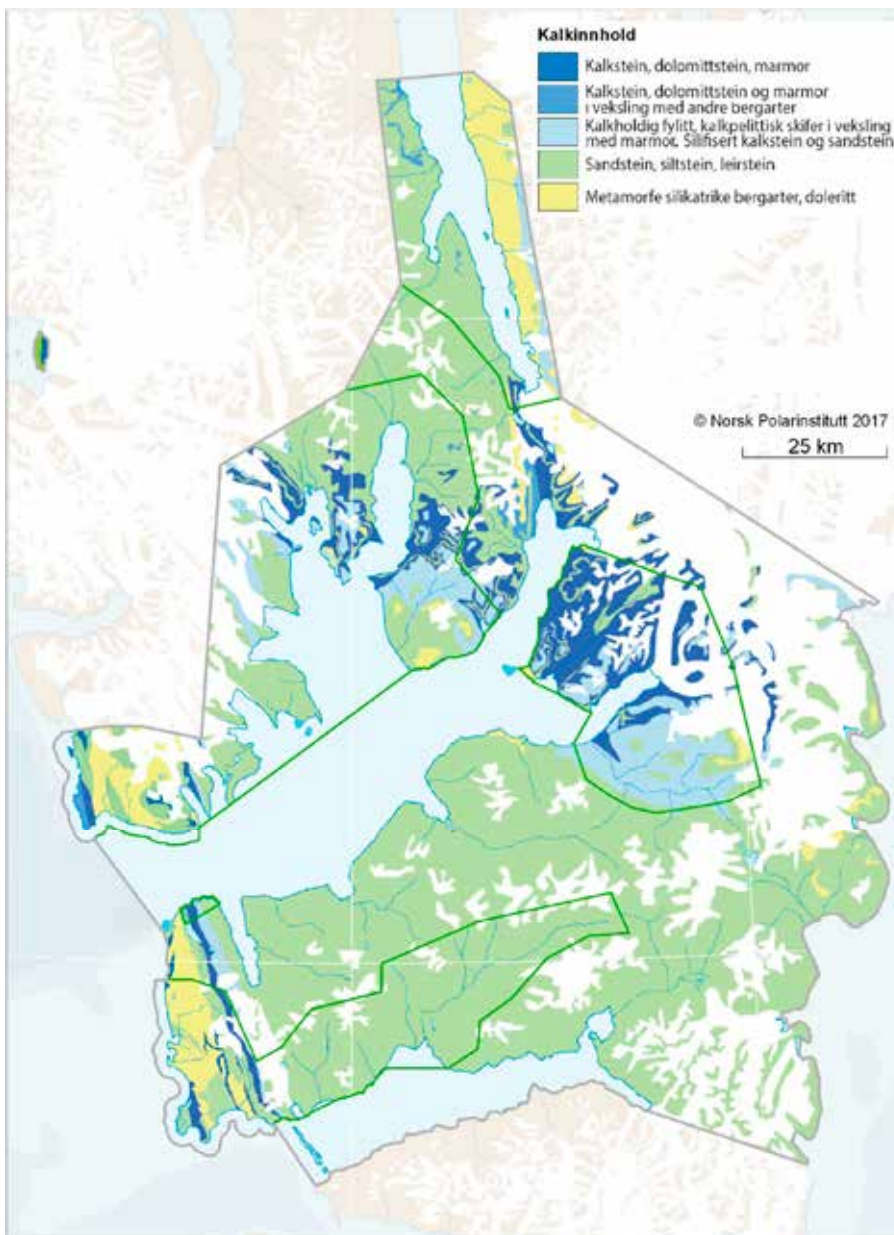 Kalkinnhold
Kalkstein, dolomittstein, marmor
Kalkstein, dolomittstein og marmor
i veksling med andre bergarter
Kalkholdig fylitt, kalkpelittisk skifer i veksling
med marmor. Silifisert kalkstein og sandstein
Sandstein, siltstein, leirstein
Metamorfe silikatrike bergarter, doleritt
© Norsk Polarinstitutt 2017
25 km